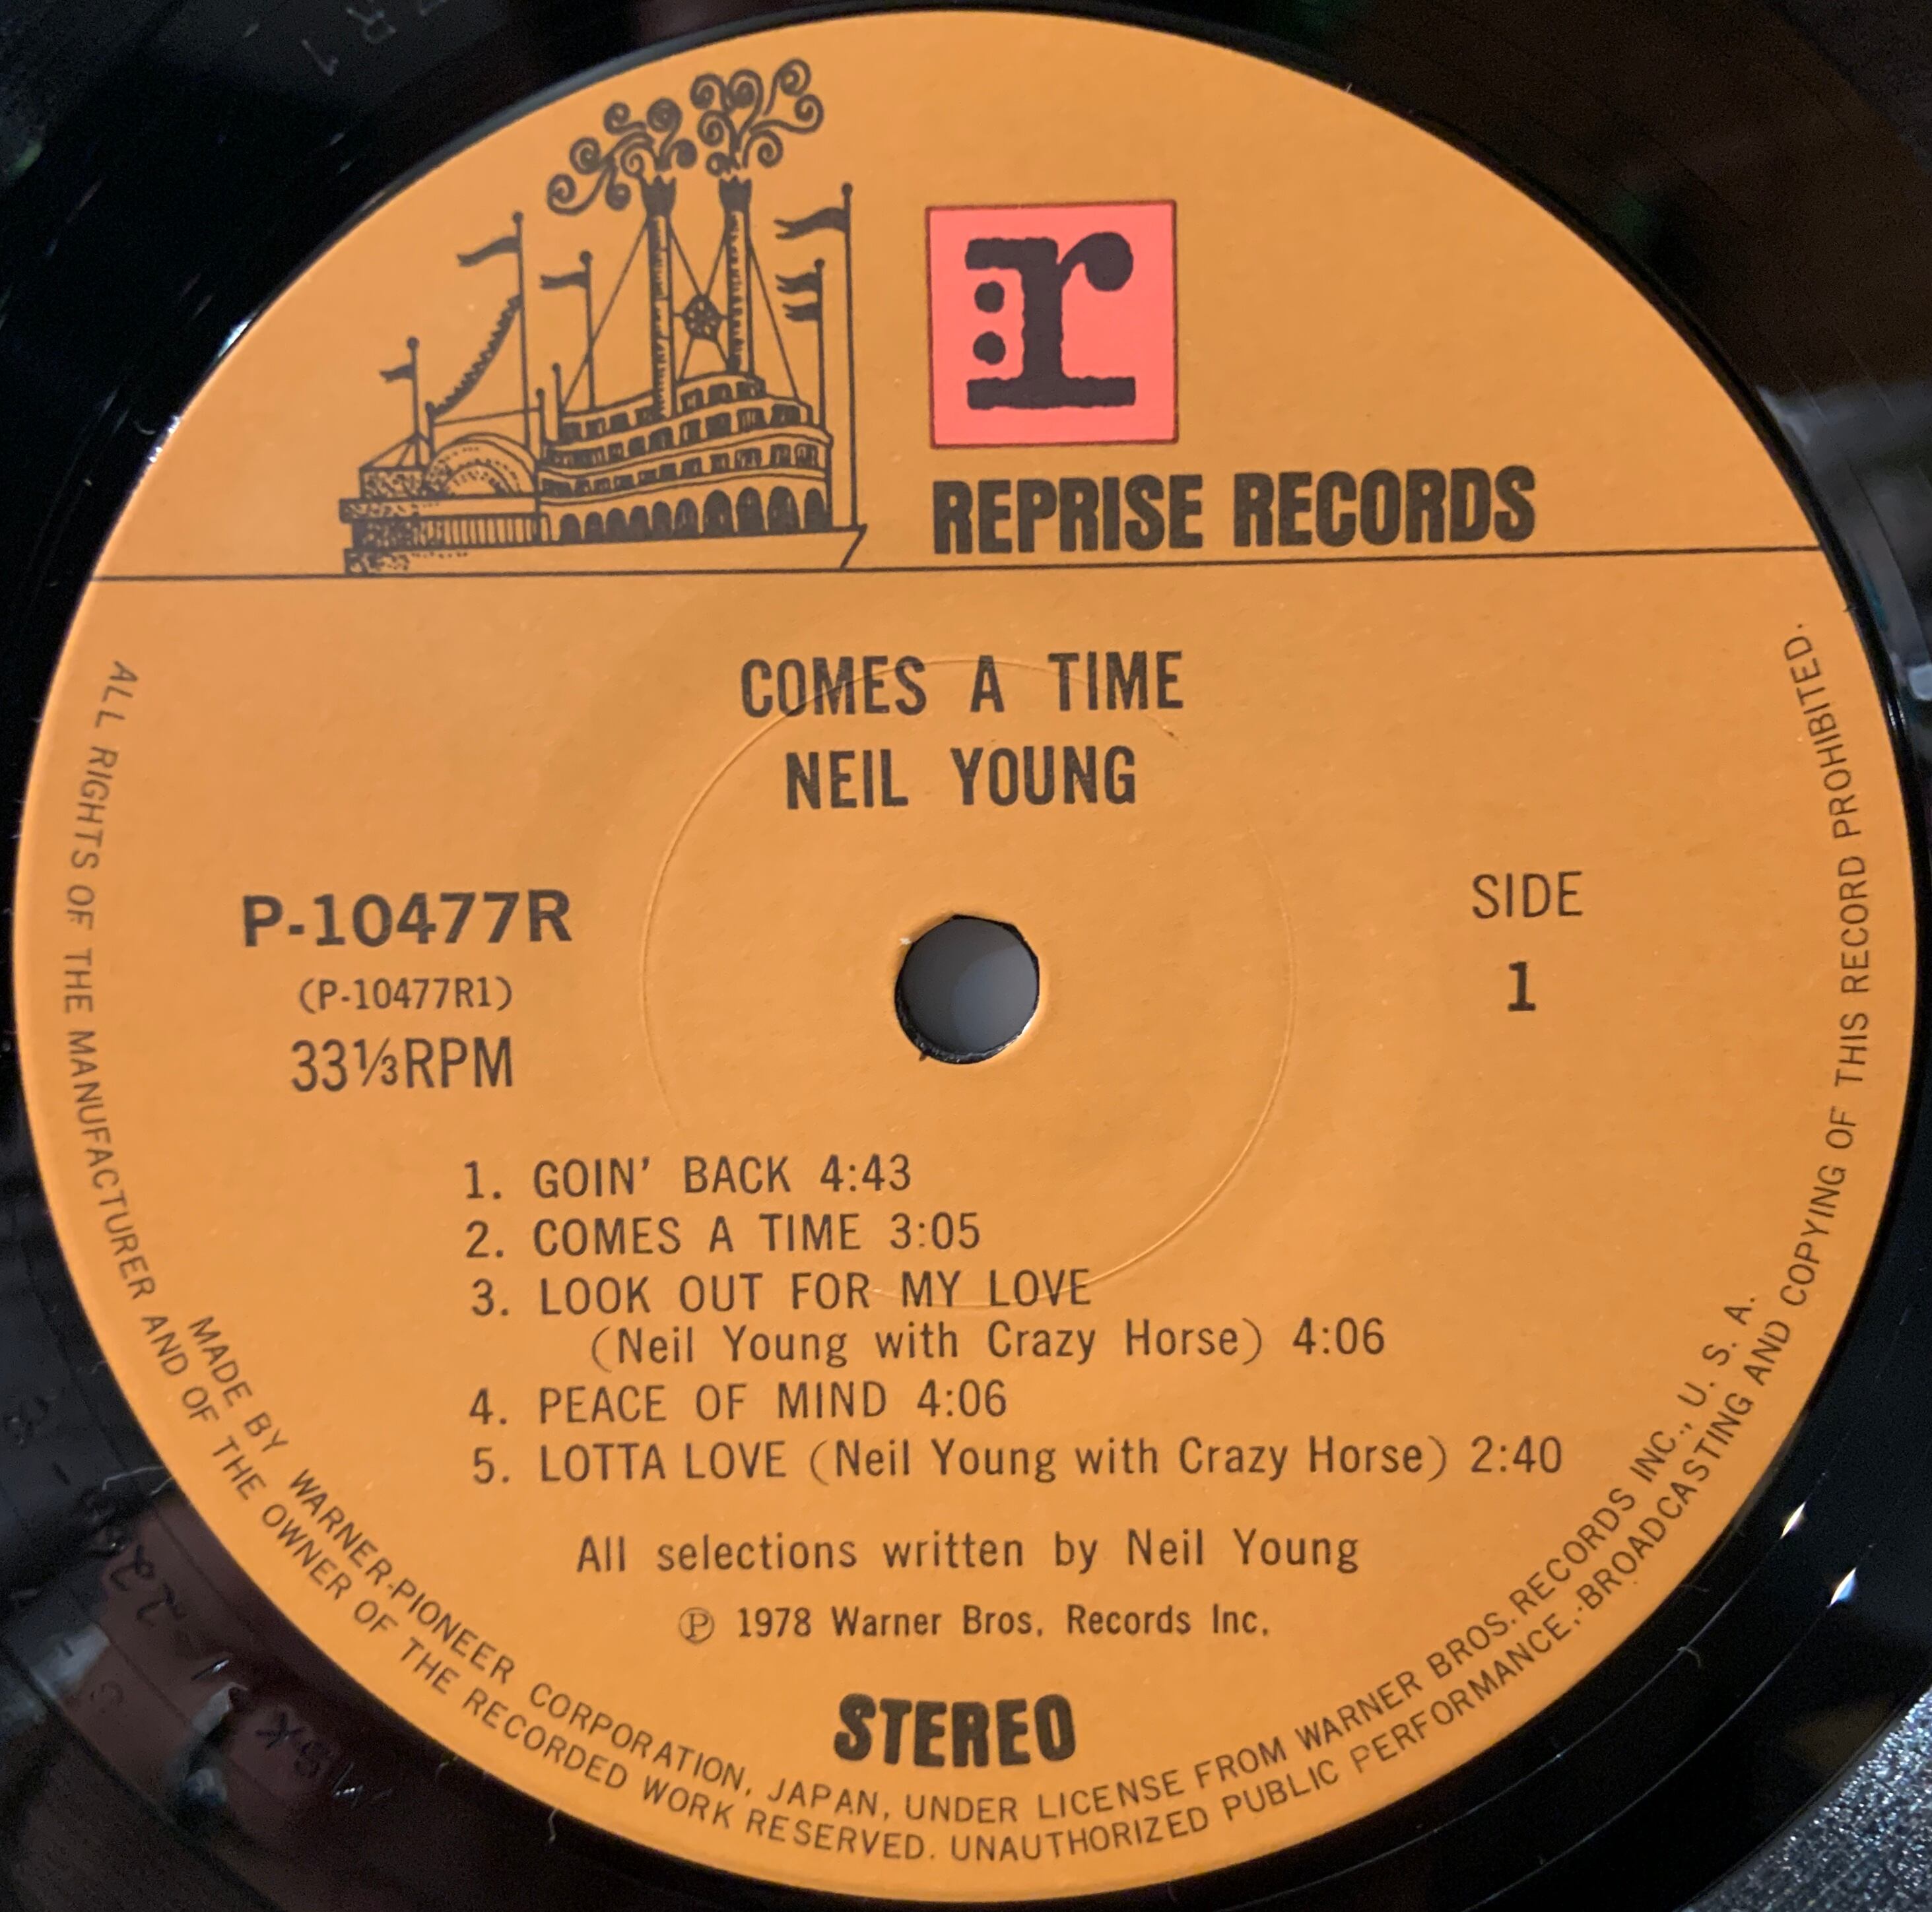 r:
REPRISE RECORDS
COMES A TIME
NEIL YOUNG
P-10477R
(P-10477R1)
33⅓RPM
SIDE
1
1. GOIN' BACK 4:43
2. COMES A TIME 3:05
3. LOOK OUT FOR MY LOVE
(Neil Young with Crazy Horse) 4:06
4. PEACE OF MIND 4:06
5. LOTTA LOVE (Neil Young with Crazy Horse) 2:40
All selections written by Neil Young
Ⓟ 1978 Warner Bros. Records Inc.
STEREO
MADE BY WARNER-PIONEER CORPORATION, JAPAN, UNDER LICENSE FROM WARNER BROS. RECORDS INC., U. S. A.
ALL RIGHTS OF THE MANUFACTURER AND OF THE OWNER OF THE RECORDED WORK RESERVED. UNAUTHORIZED PUBLIC PERFORMANCE, BROADCASTING AND COPYING OF THIS RECORD PROHIBITED.